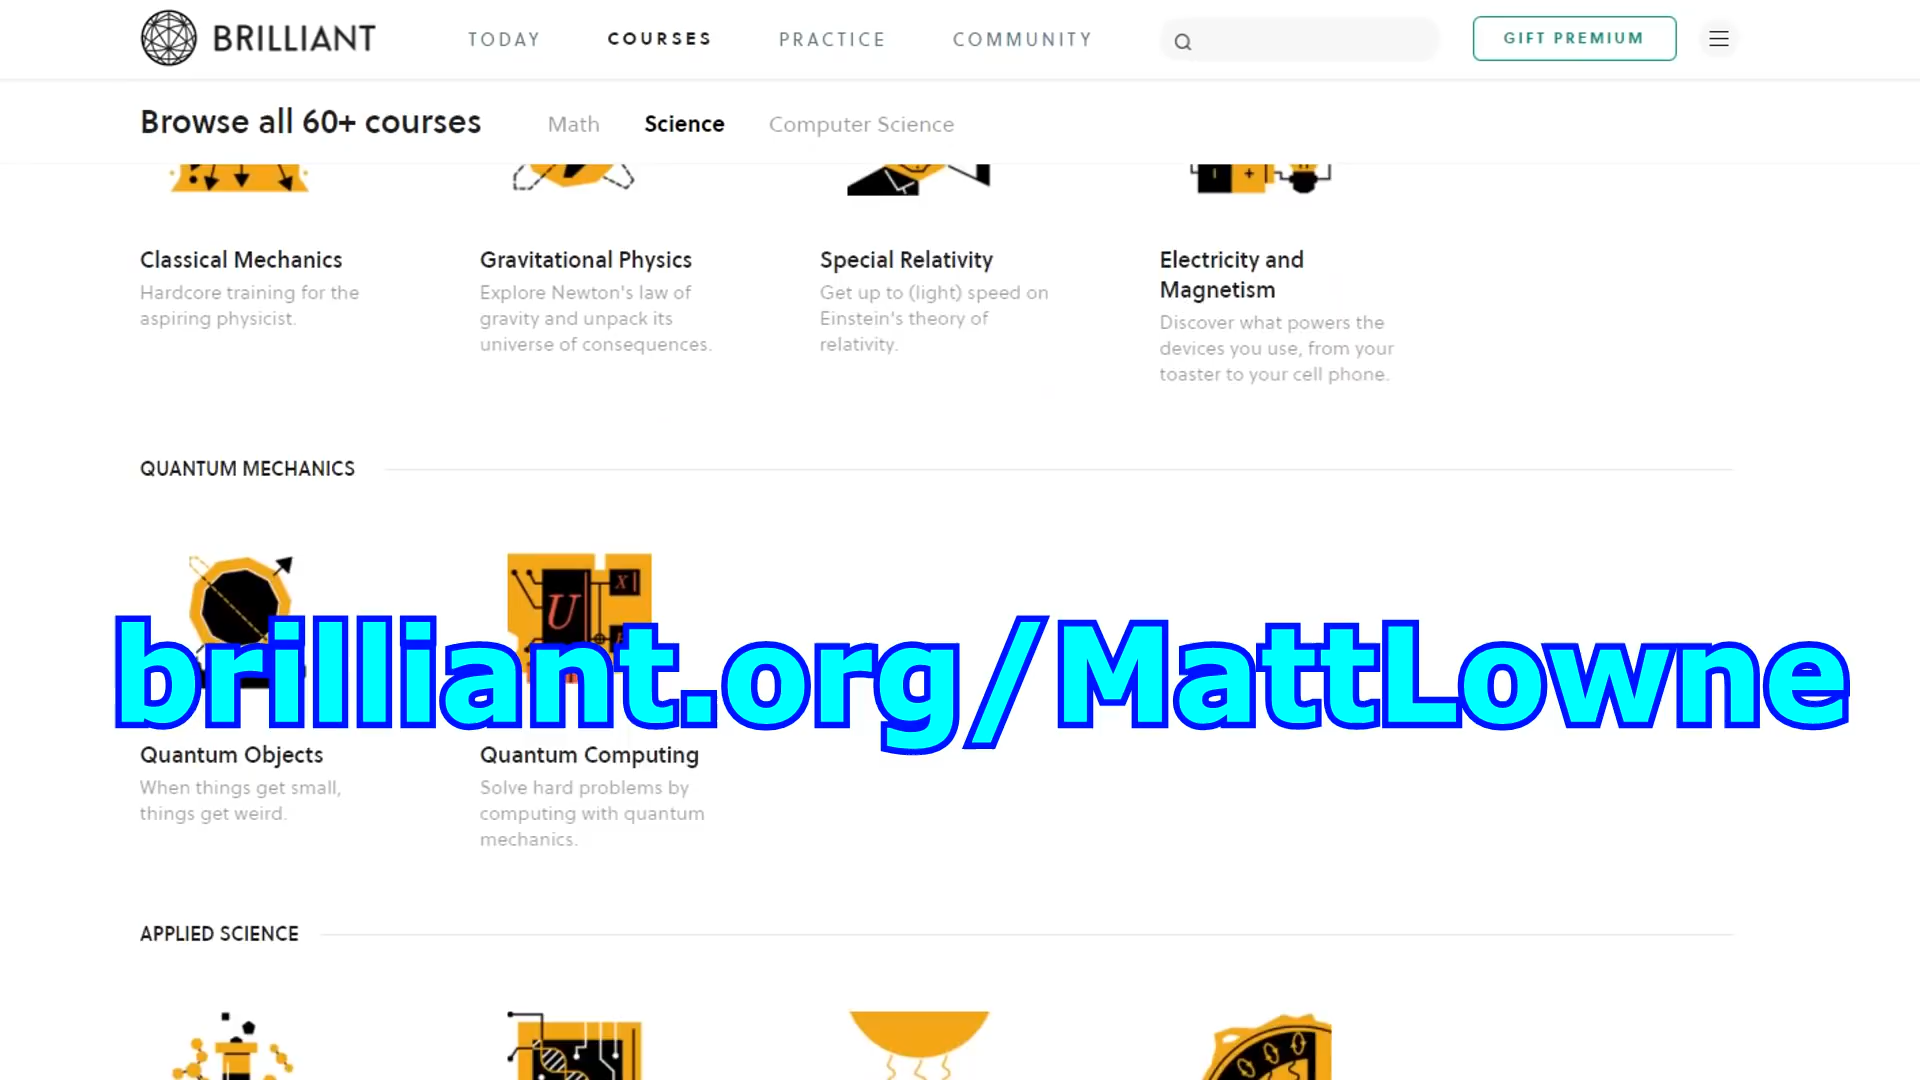 BRILLIANT
TODAY
COURSES
PRACTICE
COMMUNITY
GIFT PREMIUM
Browse all 60+ courses
Math
Science
Computer Science
Classical Mechanics
Hardcore training for the
aspiring physicist.
Gravitational Physics
Explore Newton's law of
gravity and unpack its
universe of consequences.
Special Relativity
Get up to (light) speed on
Einstein's theory of
relativity.
Electricity and
Magnetism
Discover what powers the
devices you use, from your
toaster to your cell phone.
QUANTUM MECHANICS
U
X
brilliant.org/MattLowne
Quantum Objects
When things get small,
things get weird.
Quantum Computing
Solve hard problems by
computing with quantum
mechanics.
APPLIED SCIENCE